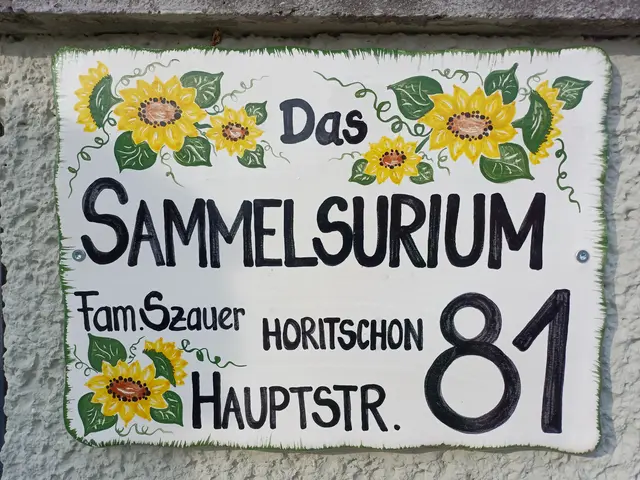 Das
SAMMELSURIUM
Fam. Szauer HORITSCHON
HAUPTSTR. 81